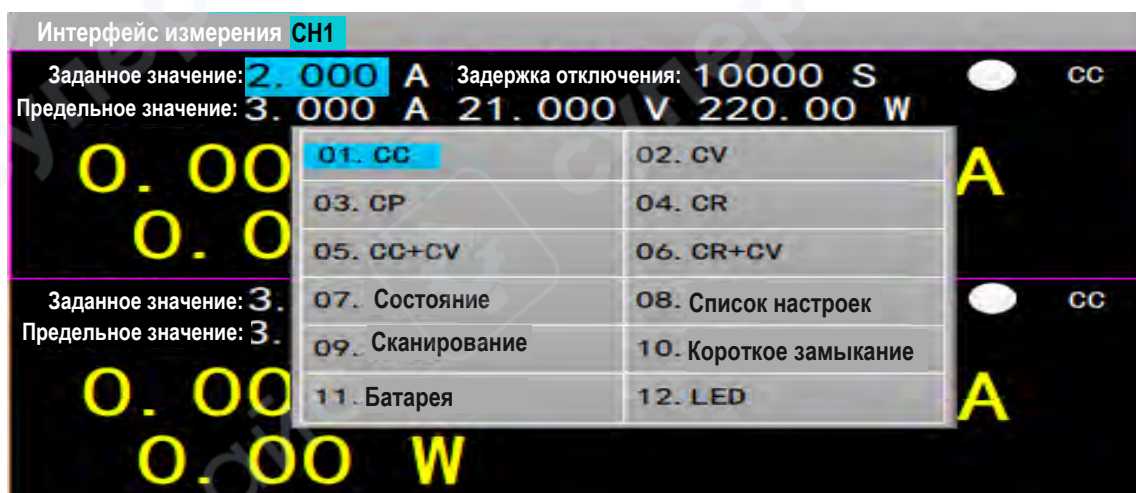 Интерфейс измерения CH1
Заданное значение: 2.000 A Задержка отключения: 10000 S CC
Предельное значение: 3.000 A 21.000 V 220.00 W
0.00 A
0.0
01. CC 02. CV
03. CP 04. CR
05. CC+CV 06. CR+CV
07. Состояние 08. Список настроек
09. Сканирование 10. Короткое замыкание
11. Батарея 12. LED
Заданное значение: 3. CC
Предельное значение: 3.
0.00 A
0.00 W